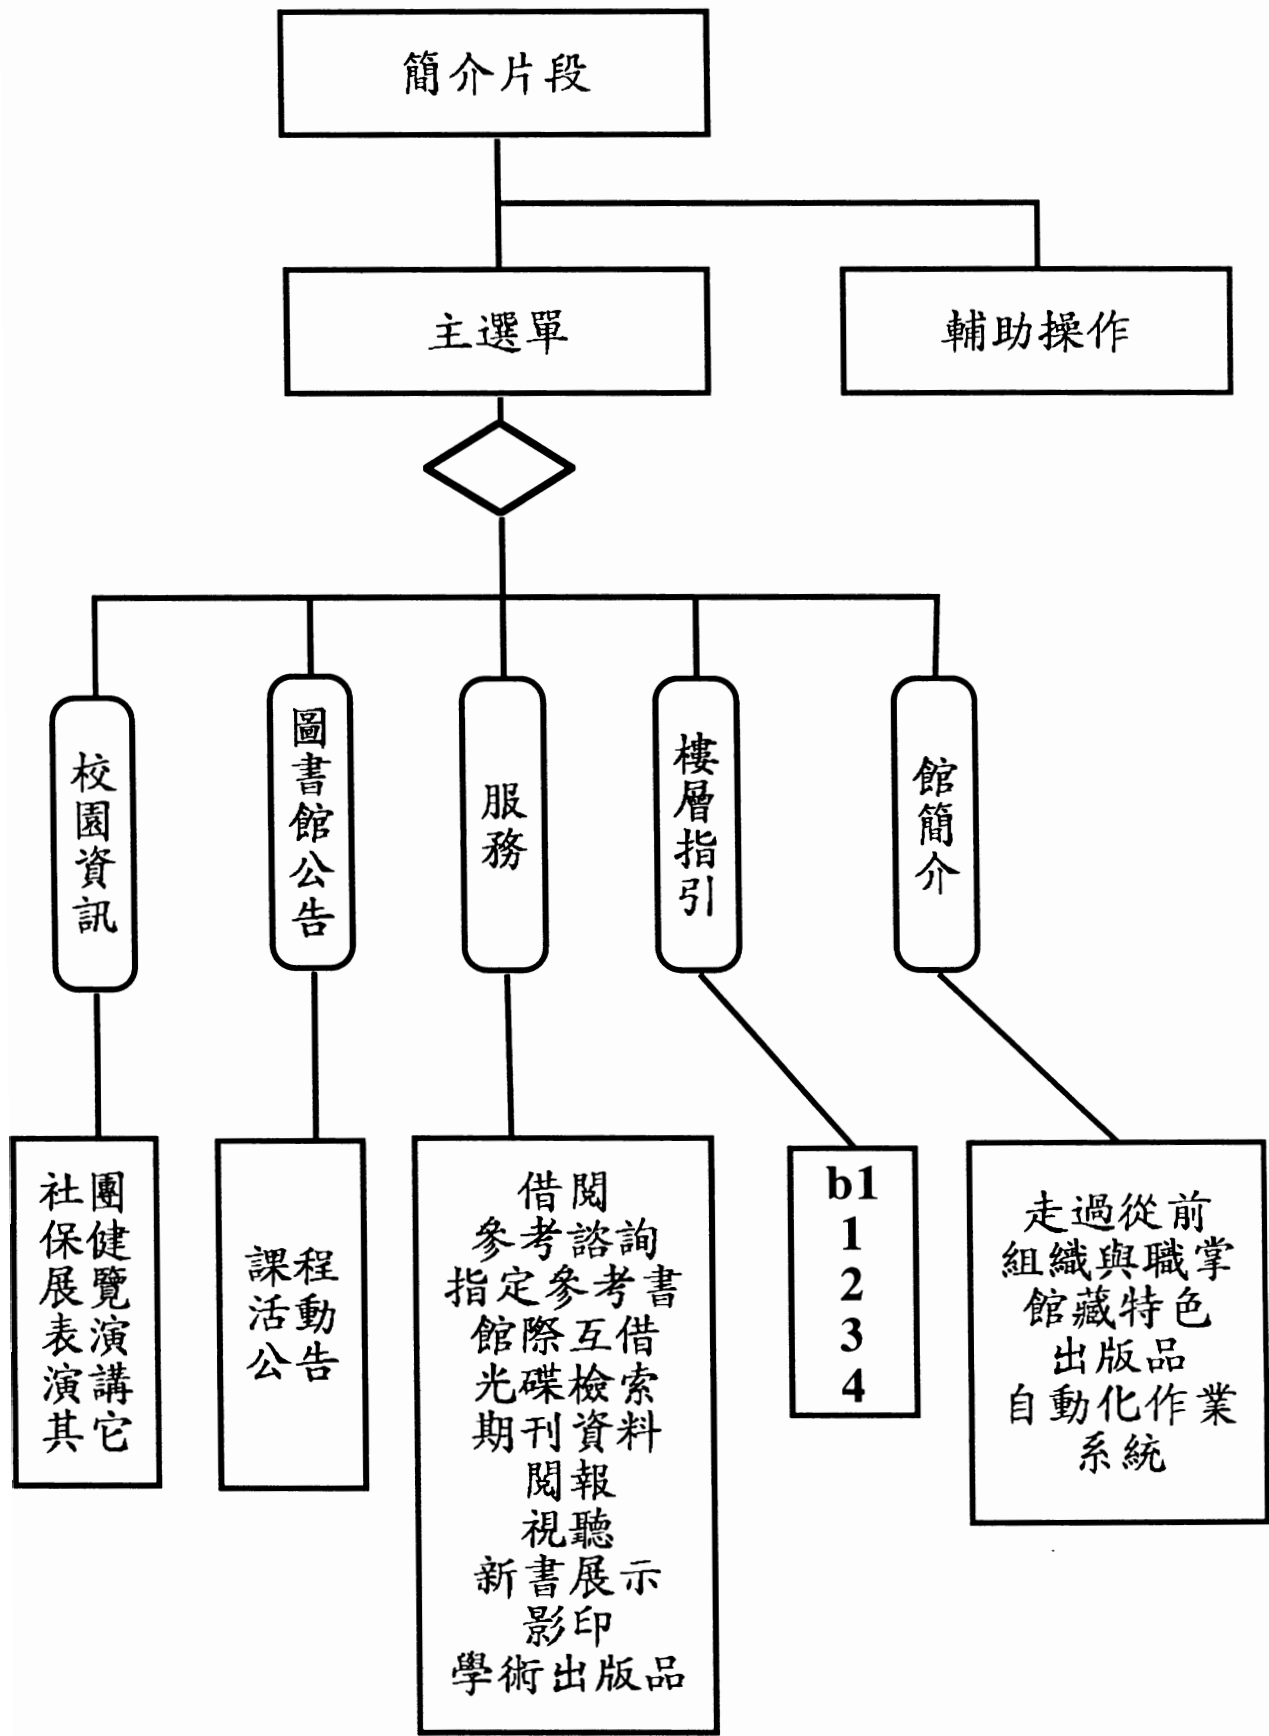 簡介片段
主選單
輔助操作
校園資訊
圖書館公告
服務
樓層指引
館簡介
社團
保健
展覽
表演
演講
其它
課程
活動
公告
借閱
參考諮詢
指定參考書
館際互借
光碟檢索
期刊資料
閱報
視聽
新書展示
影印
學術出版品
b1
1
2
3
4
走過從前
組織與職掌
館藏特色
出版品
自動化作業
系統